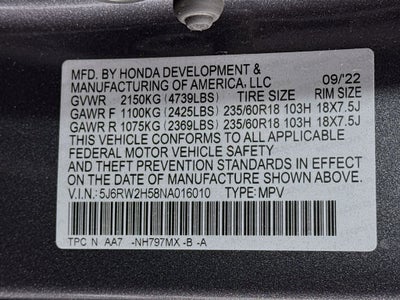 MFD. BY HONDA DEVELOPMENT &
MANUFACTURING OF AMERICA, LLC 09/22
GVWR 2150KG (4739LBS) TIRE SIZE RIM SIZE
GAWR F 1100KG (2425LBS) 235/60R18 103H 18X7.5J
GAWR R 1075KG (2369LBS) 235/60R18 103H 18X7.5J
THIS VEHICLE CONFORMS TO ALL APPLICABLE
FEDERAL MOTOR VEHICLE SAFETY
AND THEFT PREVENTION STANDARDS IN EFFECT
ON THE DATE OF MANUFACTURE SHOWN ABOVE.
V.I.N.: 5J6RW2H58NA016010 TYPE: MPV
TPC N AA7 -NH797MX -B -A